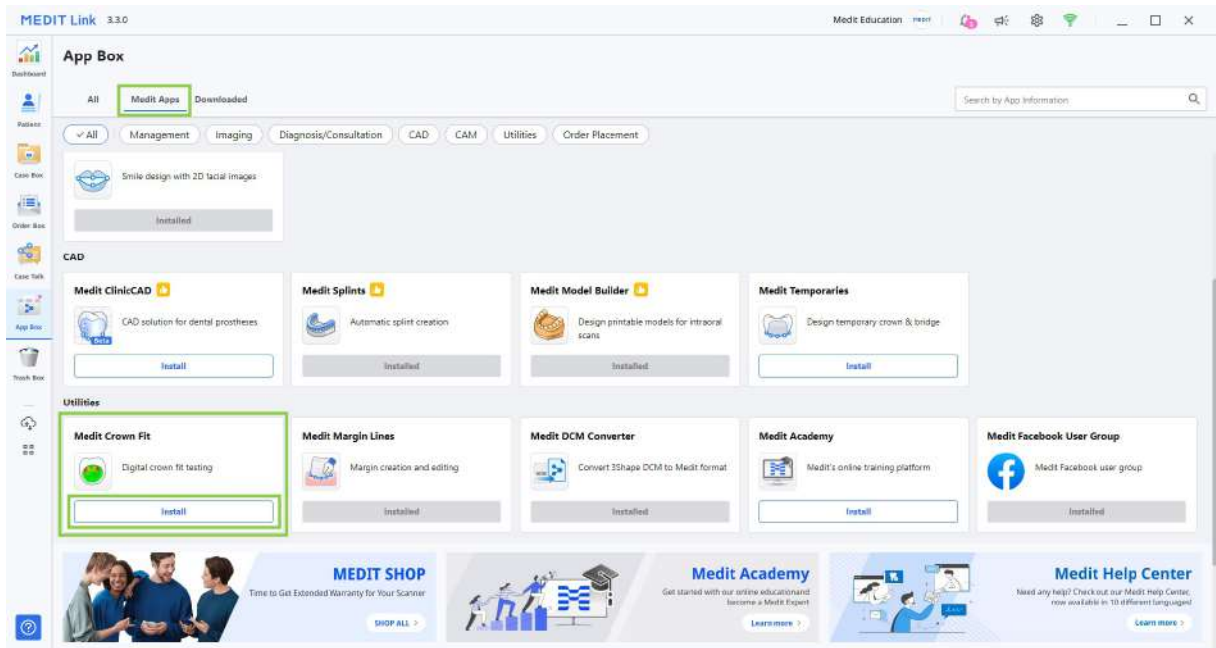 MEDIT Link 3.3.0
Medit Education
medit
App Box
Dashboard
Patient
Case Box
Order Box
Case Talk
App Box
Trash Box
All
Medit Apps
Downloaded
Search by App Information
All
Management
Imaging
Diagnosis/Consultation
CAD
CAM
Utilities
Order Placement
Smile design with 2D facial images
Installed
CAD
Medit ClinicCAD
CAD solution for dental prostheses
Beta
Install
Medit Splints
Automatic splint creation
Installed
Medit Model Builder
Design printable models for intraoral
scans
Installed
Medit Temporaries
Design temporary crown & bridge
Install
Utilities
Medit Crown Fit
Digital crown fit testing
Install
Medit Margin Lines
Margin creation and editing
Installed
Medit DCM Converter
Convert 3Shape DCM to Medit format
Installed
Medit Academy
Medit's online training platform
Install
Medit Facebook User Group
Medit Facebook user group
Installed
MEDIT SHOP
Time to Get Extended Warranty for Your Scanner
SHOP ALL >
Medit Academy
Get started with our online educationand
become a Medit Expert
Learn more >
Medit Help Center
Need any help? Check out our Medit Help Center,
now available in 10 different languages!
Learn more >